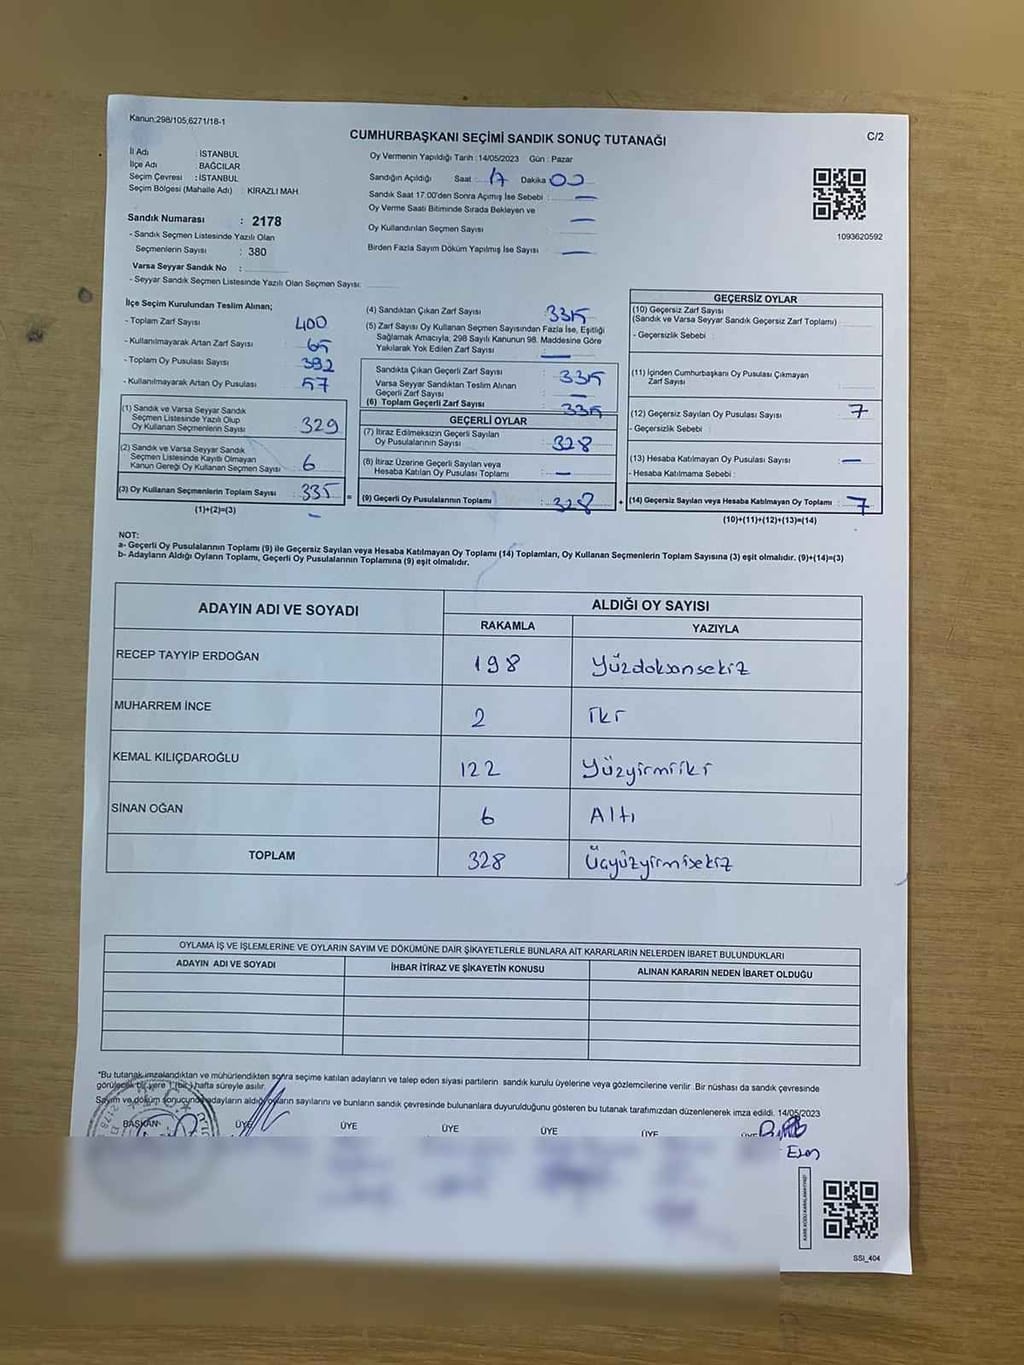 Kanun:298/105,6271/18-1
CUMHURBAŞKANI SEÇİMİ SANDIK SONUÇ TUTANAĞI
C/2
İl Adı : İSTANBUL
İlçe Adı : BAĞCILAR
Seçim Çevresi : İSTANBUL
Seçim Bölgesi (Mahalle Adı) : KİRAZLI MAH.
Sandık Numarası : 2178
- Sandık Seçmen Listesinde Yazılı Olan
Seçmenlerin Sayısı : 380
Varsa Seyyar Sandık No :
- Seyyar Sandık Seçmen Listesinde Yazılı Olan Seçmen Sayısı:
Oy Vermenin Yapıldığı Tarih : 14/05/2023 Gün : Pazar
Sandığın Açıldığı Saat : 17 Dakika 00
Sandık Saat 17.00'den Sonra Açımış İse Sebebi : —
Oy Verme Saati Bitiminde Sırada Bekleyen ve
Oy Kullandırılan Seçmen Sayısı : —
Birden Fazla Sayım Döküm Yapılmış İse Sayısı : —
1093620592
İlçe Seçim Kurulundan Teslim Alınan;
- Toplam Zarf Sayısı : 400
- Kullanılmayarak Artan Zarf Sayısı : 65
- Toplam Oy Pusulası Sayısı : 392
- Kullanılmayarak Artan Oy Pusulası : 57
(1) Sandık ve Varsa Seyyar Sandık
Seçmen Listesinde Yazılı Olup
Oy Kullanan Seçmenlerin Sayısı : 329
(2) Sandık ve Varsa Seyyar Sandık
Seçmen Listesinde Kayıtlı Olmayan
Kanun Gereği Oy Kullanan Seçmen Sayısı : 6
(3) Oy Kullanan Seçmenlerin Toplam Sayısı : 335
(1)+(2)=(3) —
(4) Sandıktan Çıkan Zarf Sayısı : 335
(5) Zarf Sayısı Oy Kullanan Seçmen Sayısından Fazla İse, Eşitliği
Sağlamak Amacıyla, 298 Sayılı Kanunun 98. Maddesine Göre
Yakılarak Yok Edilen Zarf Sayısı : —
Sandıkta Çıkan Geçerli Zarf Sayısı : 335
Varsa Seyyar Sandıktan Teslim Alınan
Geçerli Zarf Sayısı : —
(6) Toplam Geçerli Zarf Sayısı : 335
GEÇERLİ OYLAR
(7) İtiraz Edilmeksizin Geçerli Sayılan
Oy Pusulalarının Sayısı : 328
(8) İtiraz Üzerine Geçerli Sayılan veya
Hesaba Katılan Oy Pusulası Toplamı : —
(9) Geçerli Oy Pusulalarının Toplamı : 328
GEÇERSİZ OYLAR
(10) Geçersiz Zarf Sayısı
(Sandık ve Varsa Seyyar Sandık Geçersiz Zarf Toplamı) :
- Geçersizlik Sebebi :
(11) İçinden Cumhurbaşkanı Oy Pusulası Çıkmayan
Zarf Sayısı :
(12) Geçersiz Sayılan Oy Pusulası Sayısı : 7
- Geçersizlik Sebebi :
(13) Hesaba Katılmayan Oy Pusulası Sayısı : —
- Hesaba Katılmama Sebebi :
(14) Geçersiz Sayılan veya Hesaba Katılmayan Oy Toplamı : 7
(10)+(11)+(12)+(13)=(14)
NOT:
a- Geçerli Oy Pusulalarının Toplamı (9) ile Geçersiz Sayılan veya Hesaba Katılmayan Oy Toplamı (14) Toplamları, Oy Kullanan Seçmenlerin Toplam Sayısına (3) eşit olmalıdır. (9)+(14)=(3)
b- Adayların Aldığı Oyların Toplamı, Geçerli Oy Pusulalarının Toplamına (9) eşit olmalıdır.
ADAYIN ADI VE SOYADI
ALDIĞI OY SAYISI
RAKAMLA YAZIYLA
RECEP TAYYİP ERDOĞAN 198 Yüzdoksansekiz
MUHARREM İNCE 2 İki
KEMAL KILIÇDAROĞLU 122 Yüzyirmiiki
SİNAN OĞAN 6 Altı
TOPLAM 328 Üçyüzyirmisekiz
OYLAMA İŞ VE İŞLEMLERİNE VE OYLARIN SAYIM VE DÖKÜMÜNE DAİR ŞİKAYETLERLE BUNLARA AİT KARARLARIN NELERDEN İBARET BULUNDUKLARI
ADAYIN ADI VE SOYADI İHBAR İTİRAZ VE ŞİKAYETİN KONUSU ALINAN KARARIN NEDEN İBARET OLDUĞU
*Bu tutanak imzalandıktan ve mühürlendikten sonra seçime katılan adayların ve talep eden siyasi partilerin sandık kurulu üyelerine veya gözlemcilerine verilir. Bir nüshası da sandık çevresinde
görülecek bir yere 1 (bir) hafta süreyle asılır.
Sayım ve döküm sonucunda adayların aldığı oyların sayılarını ve bunların sandık çevresinde bulunanlara duyurulduğunu gösteren bu tutanak tarafımızdan düzenlenerek imza edildi. 14/05/2023
BAŞKAN ÜYE ÜYE ÜYE ÜYE ÜYE ÜYE
SSİ_404